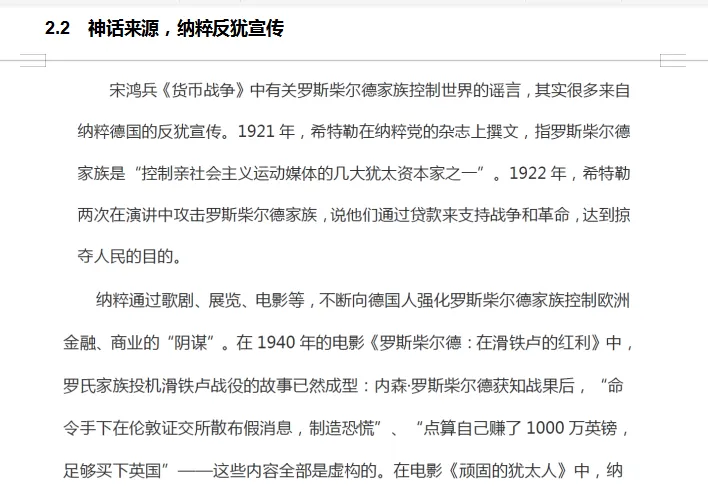 2.2 神话来源，纳粹反犹宣传
宋鸿兵《货币战争》中有关罗斯柴尔德家族控制世界的谣言，其实很多来自
纳粹德国的反犹宣传。1921 年，希特勒在纳粹党的杂志上撰文，指罗斯柴尔德
家族是“控制亲社会主义运动媒体的几大犹太资本家之一”。1922 年，希特勒
两次在演讲中攻击罗斯柴尔德家族，说他们通过贷款来支持战争和革命，达到掠
夺人民的目的。
纳粹通过歌剧、展览、电影等，不断向德国人强化罗斯柴尔德家族控制欧洲
金融、商业的“阴谋”。在 1940 年的电影《罗斯柴尔德：在滑铁卢的红利》中，
罗氏家族投机滑铁卢战役的故事已然成型：内森·罗斯柴尔德获知战果后，“命
令手下在伦敦证交所散布假消息，制造恐慌”、“点算自己赚了 1000 万英镑，
足够买下英国”——这些内容全部是虚构的。在电影《顽固的犹太人》中，纳